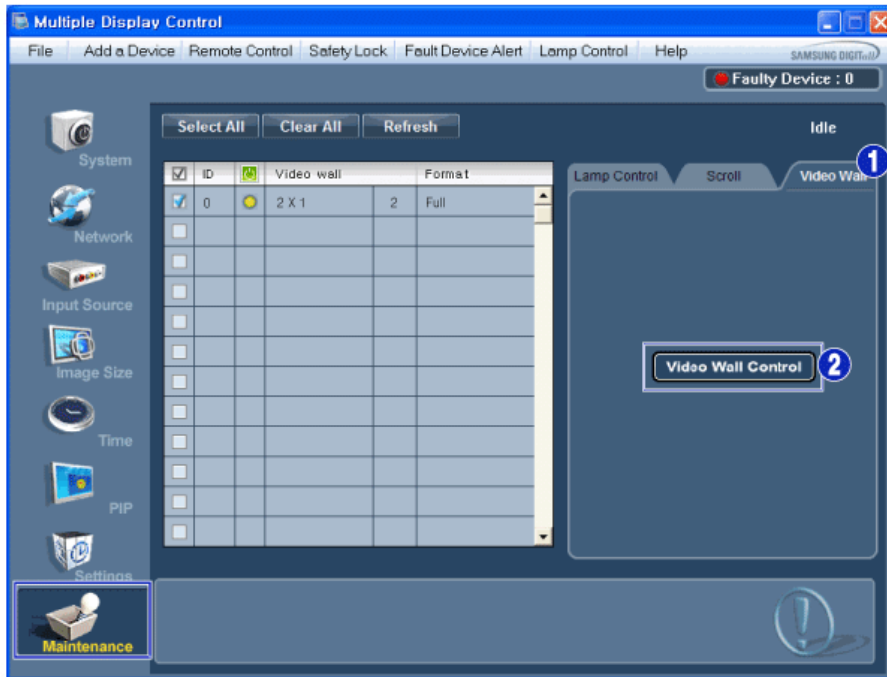 Multiple Display Control
File Add a Device Remote Control Safety Lock Fault Device Alert Lamp Control Help
SAMSUNG DIGITall
Faulty Device : 0
Select All Clear All Refresh
Idle
1
System
ID Video wall Format
Lamp Control Scroll Video Wall
0 2 X 1 2 Full
Network
Input Source
Image Size
Video Wall Control 2
Time
PIP
Settings
Maintenance